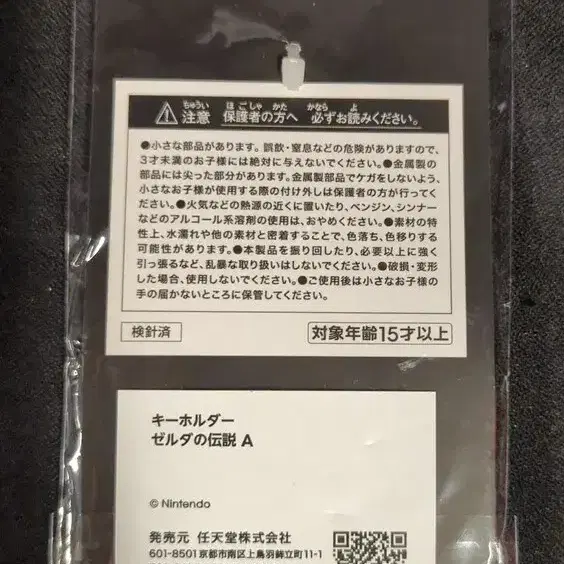 注意 保護者の方へ 必ずお読みください。
●小さな部品があります。誤飲・窒息などの危険がありますので、
3才未満のお子様には絶対に与えないでください。●金属製の
部品には尖った部分があります。金属製部品でケガをしないよう、
小さなお子様が使用する際の付け外しは保護者の方が行ってく
ださい。●火気などの熱源の近くに置いたり、ベンジン、シンナー
などのアルコール系溶剤の使用は、おやめください。●素材の特
性上、水濡れや他の素材と密着することで、色落ち、色移りする
可能性があります。●本製品を振り回したり、必要以上に強く
引っ張るなど、乱暴な取り扱いはしないでください。●破損・変形
した場合、使用しないでください。●ご使用後は小さなお子様の
手の届かないところに保管してください。
検針済
対象年齢15才以上
キーホルダー
ゼルダの伝説 A
© Nintendo
発売元 任天堂株式会社
601-8501 京都市南区上鳥羽鉾立町11-1